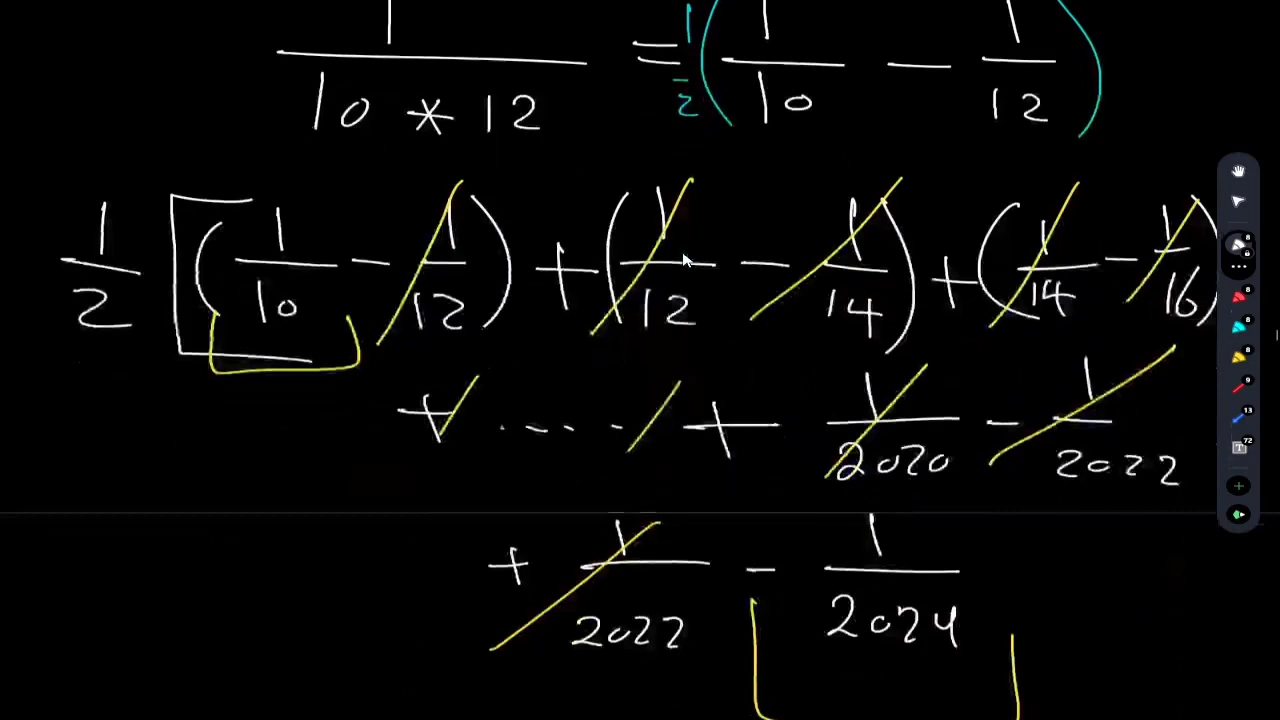 1/(10 * 12) = 1/2 (1/10 — 1/12)
1/2 [(1/10 - 1/12) + (1/12 - 1/14) + (1/14 - 1/16)
+ ..... + 1/2020 - 1/2022
+ 1/2022 - 1/2024